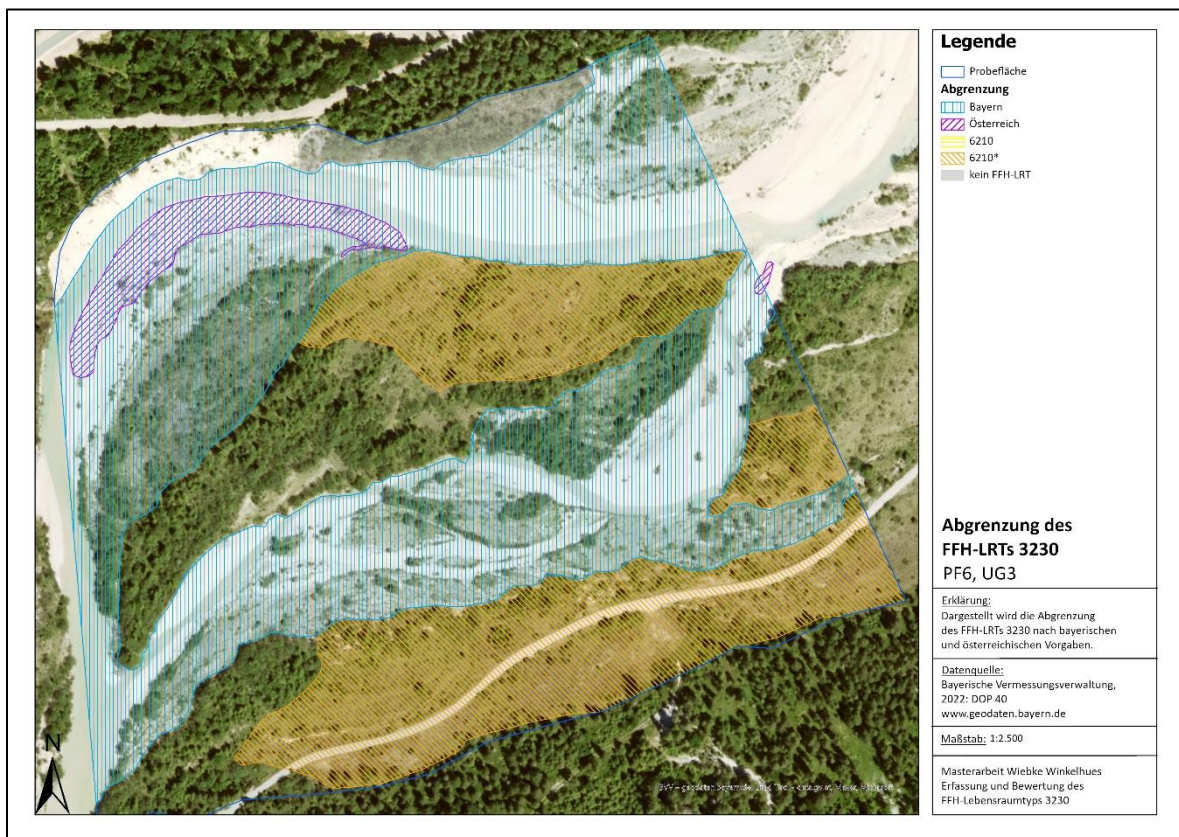 Legende
Probefläche
Abgrenzung
Bayern
Österreich
6210
6210*
kein FFH-LRT
Abgrenzung des
FFH-LRTs 3230
PF6, UG3
Erklärung:
Dargestellt wird die Abgrenzung
des FFH-LRTs 3230 nach bayerischen
und österreichischen Vorgaben.
Datenquelle:
Bayerische Vermessungsverwaltung,
2022: DOP 40
www.geodaten.bayern.de
Maßstab: 1:2.500
Masterarbeit Wiebke Winkelhues
Erfassung und Bewertung des
FFH-Lebensraumtyps 3230
N